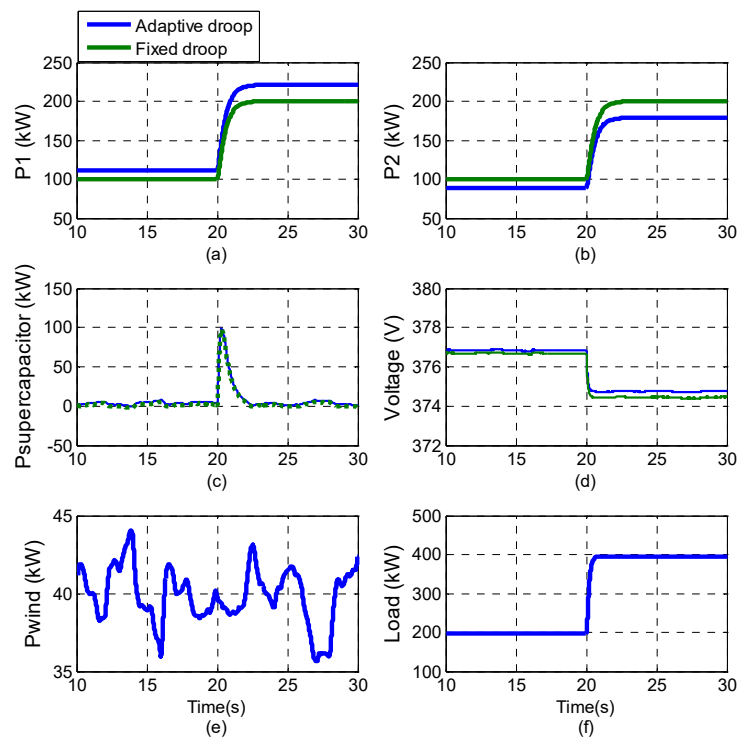 Adaptive droop
Fixed droop
250
200
150
100
50
P1 (kW)
10 15 20 25 30
(a)
250
200
150
100
50
P2 (kW)
10 15 20 25 30
(b)
150
100
50
0
-50
Psupercapacitor (kW)
10 15 20 25 30
(c)
380
378
376
374
372
Voltage (V)
10 15 20 25 30
(d)
45
40
35
Pwind (kW)
10 15 20 25 30
Time(s)
(e)
500
400
300
200
100
Load (kW)
10 15 20 25 30
Time(s)
(f)